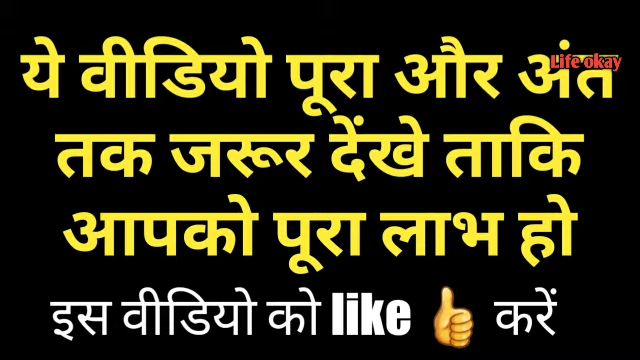 ये वीडियो पूरा और अंत
Life okay
तक जरूर देंखे ताकि
आपको पूरा लाभ हो
इस वीडियो को like 👍 करें